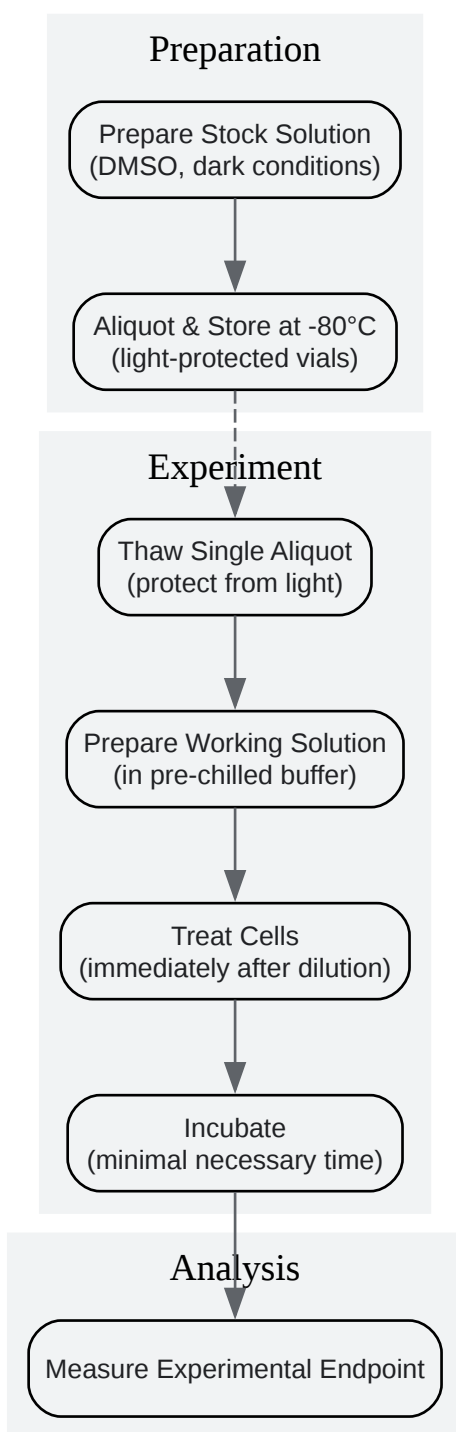 Preparation
Prepare Stock Solution
(DMSO, dark conditions)
Aliquot & Store at -80°C
(light-protected vials)
Experiment
Thaw Single Aliquot
(protect from light)
Prepare Working Solution
(in pre-chilled buffer)
Treat Cells
(immediately after dilution)
Incubate
(minimal necessary time)
Analysis
Measure Experimental Endpoint